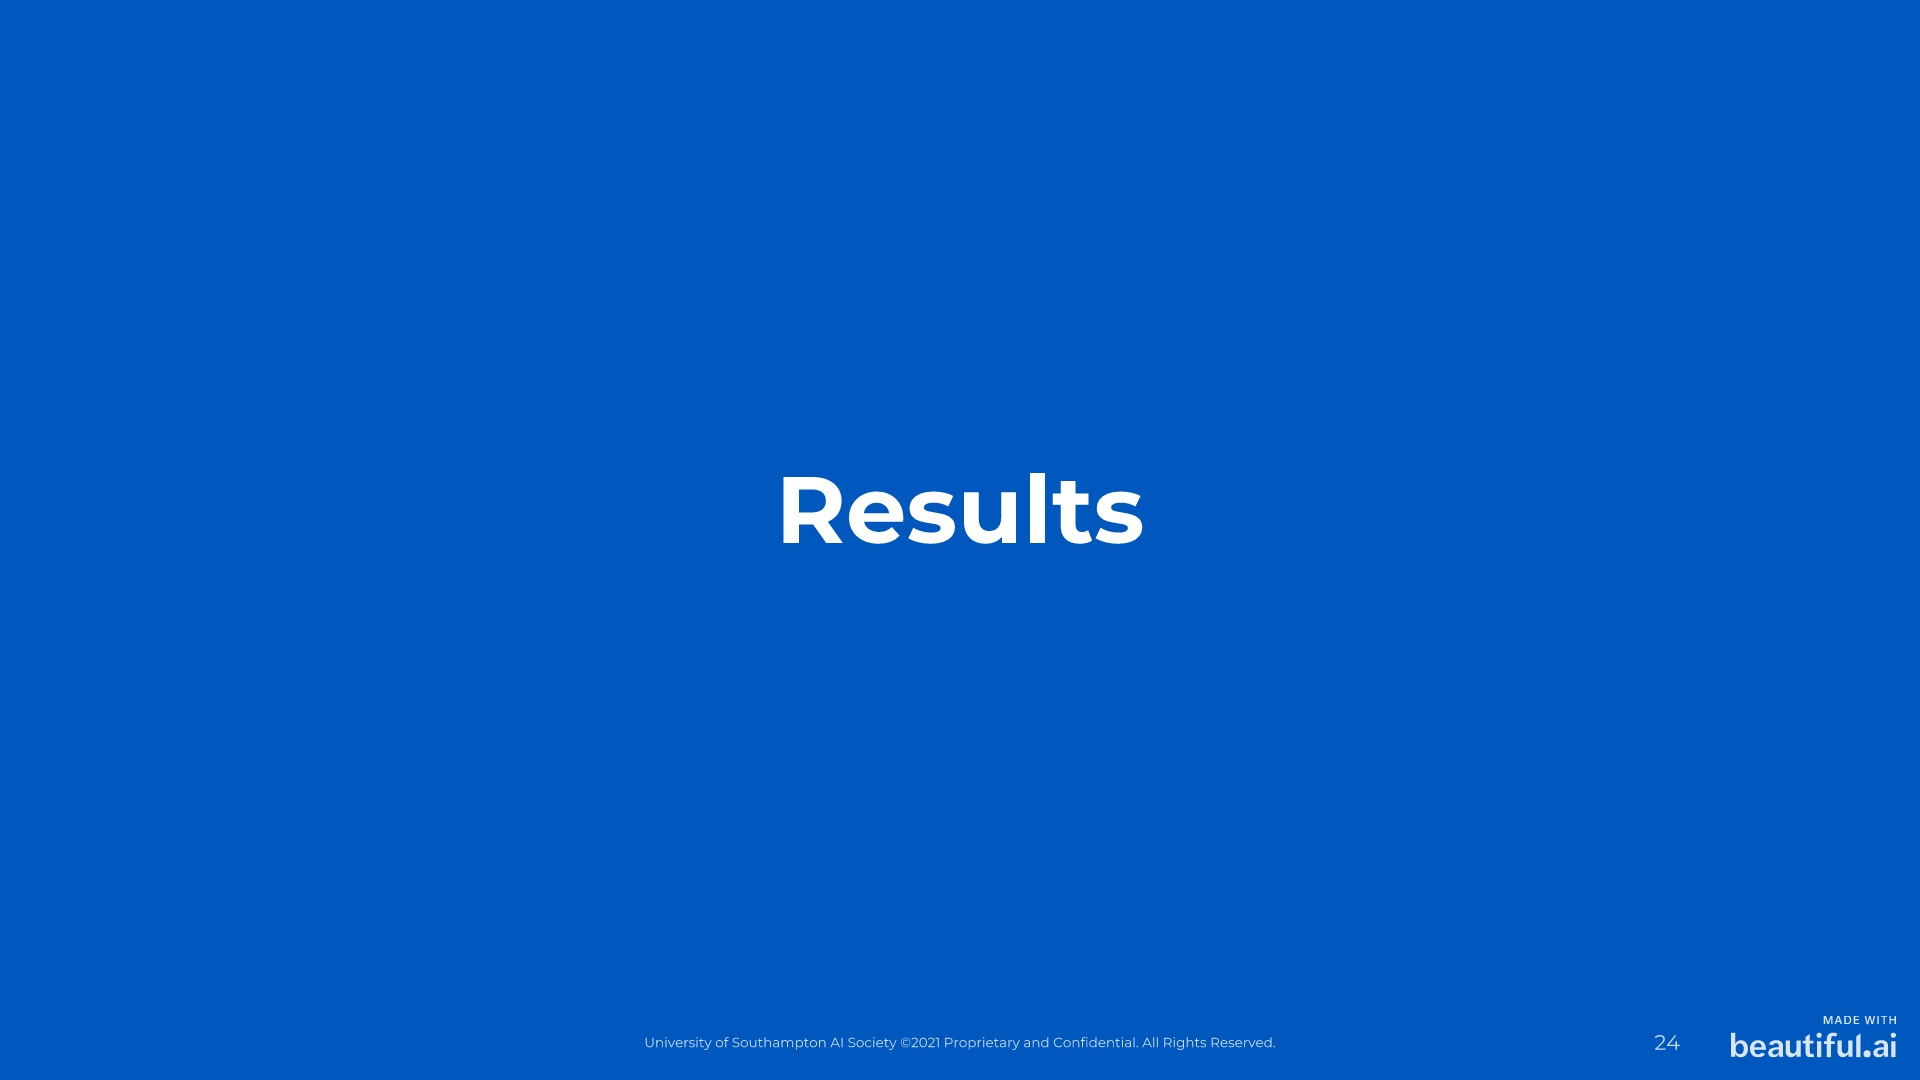 Results
University of Southampton AI Society ©2021 Proprietary and Confidential. All Rights Reserved.
24
MADE WITH
beautiful.ai